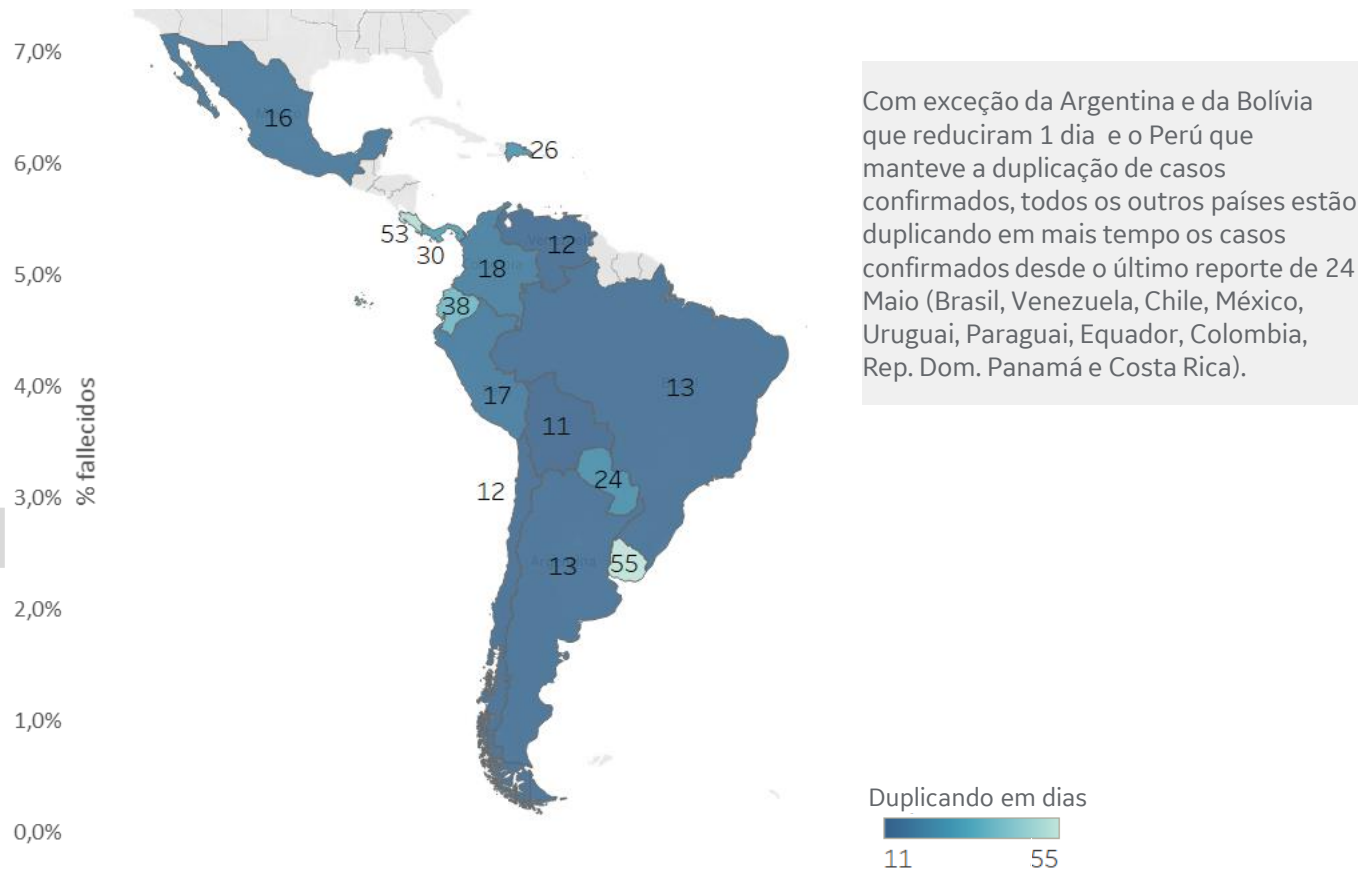 7,0%
6,0%
5,0%
4,0%
3,0%
2,0%
1,0%
0,0%
% fallecidos
16
26
53
30
12
18
38
17
13
11
24
12
13
55
Com exceção da Argentina e da Bolívia
que reduciram 1 dia e o Perú que
manteve a duplicação de casos
confirmados, todos os outros países estão
duplicando em mais tempo os casos
confirmados desde o último reporte de 24
Maio (Brasil, Venezuela, Chile, México,
Uruguai, Paraguai, Equador, Colombia,
Rep. Dom. Panamá e Costa Rica).
Duplicando em dias
11 55